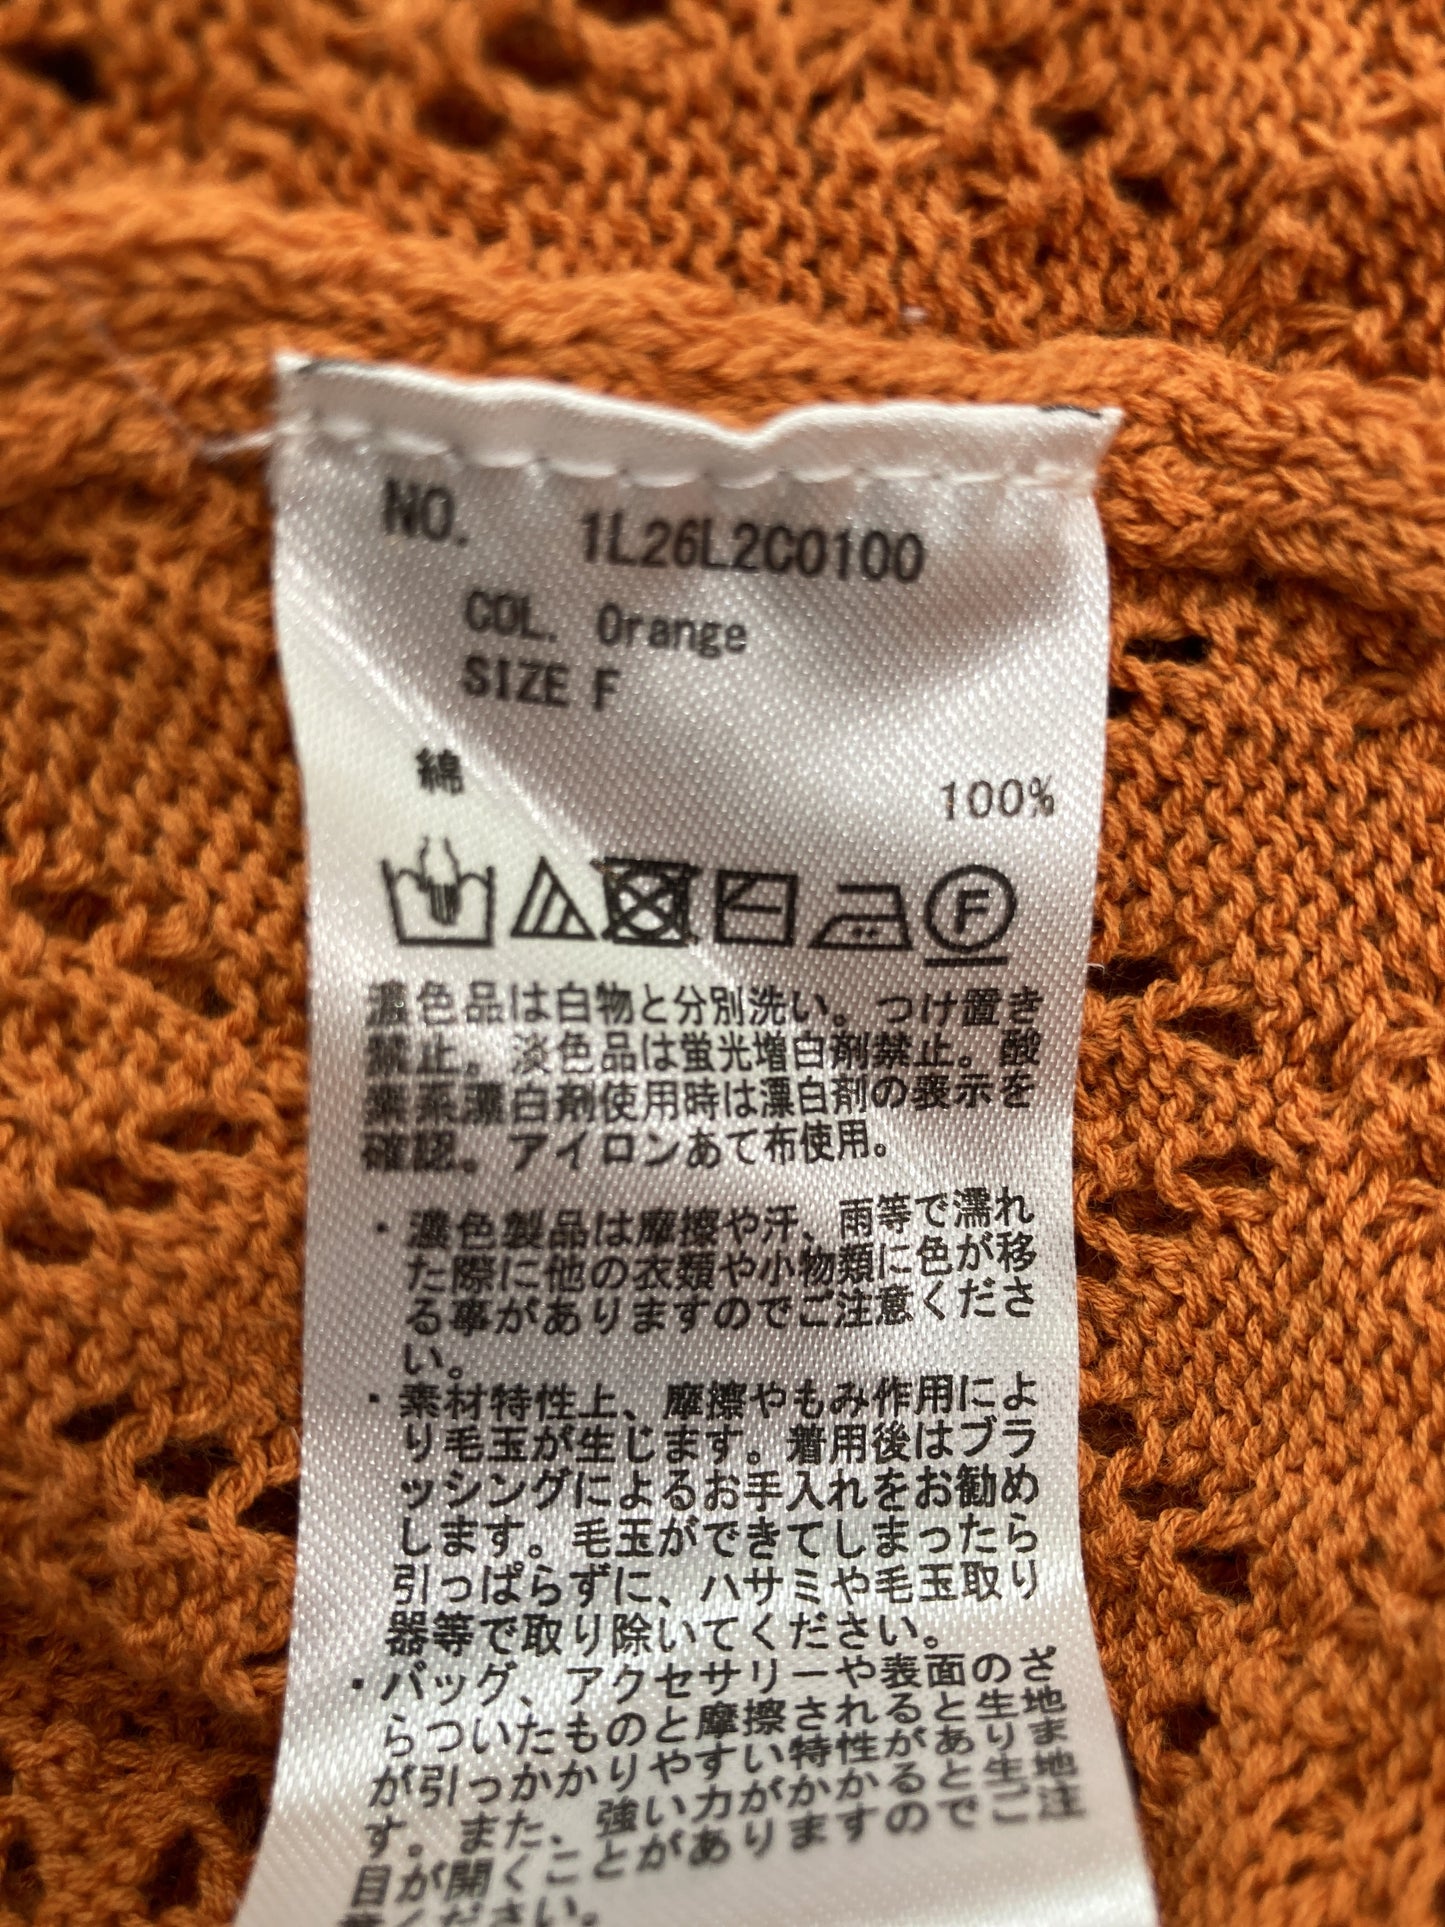 NO. 1L26L2C0100
COL. Orange
SIZE F
綿 100%
F
濃色品は白物と分別洗い。つけ置き
禁止。淡色品は蛍光増白剤禁止。酸
素系漂白剤使用時は漂白剤の表示を
確認。アイロンあて布使用。
・濃色製品は摩擦や汗、雨等で濡れ
た際に他の衣類や小物類に色が移
る事がありますのでご注意くださ
い。
・素材特性上、摩擦やもみ作用によ
り毛玉が生じます。着用後はブラ
ッシングによるお手入れをお勧め
します。毛玉ができてしまったら
引っぱらずに、ハサミや毛玉取り
器等で取り除いてください。
・バッグ、アクセサリーや表面のざ
らついたものと摩擦されると生地
が引っかかりやすい特性がありま
す。また、強い力がかかると生地
目が開くことがありますのでご注
意ください。